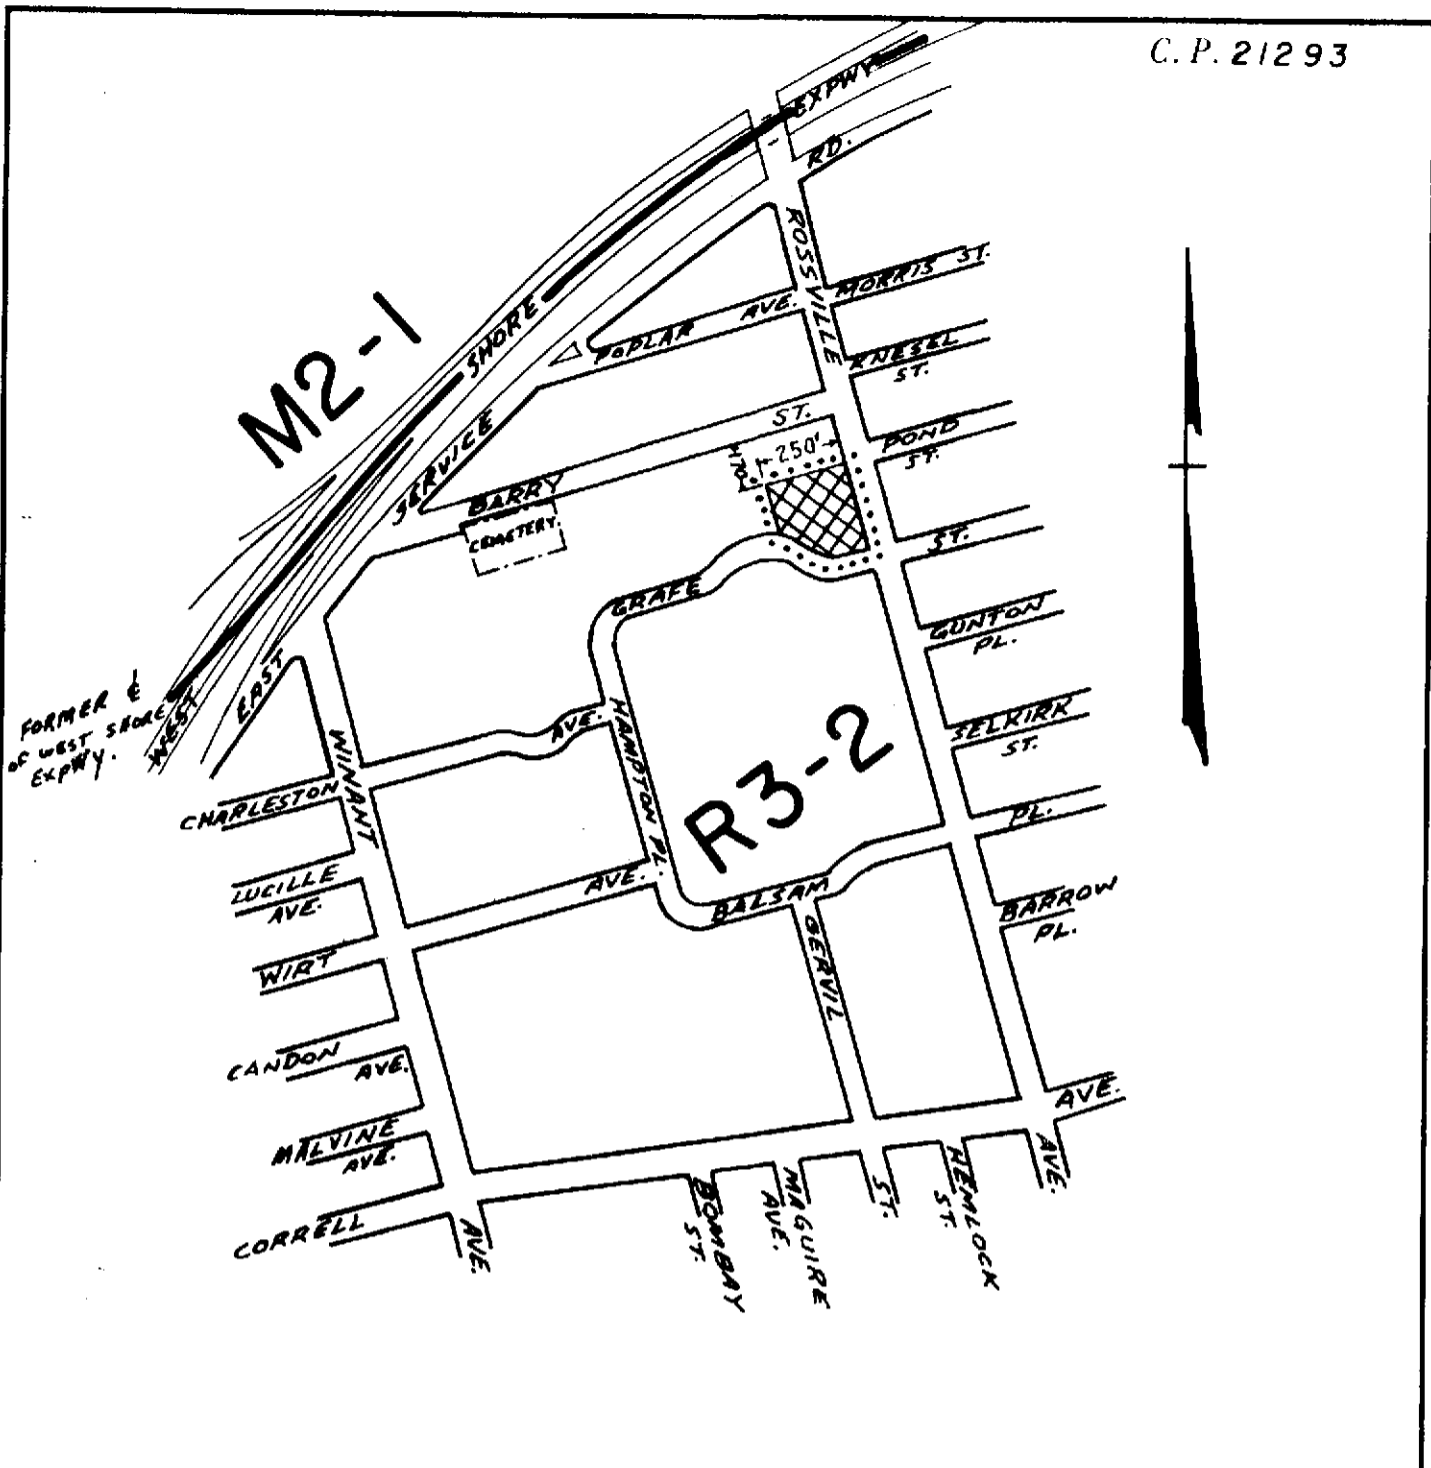 C. P. 21293
EXPWY
RD.
ROSSVILLE
MORRIS ST.
M2-1
SHORE
POPLAR AVE.
KNESEL
ST.
SERVICE
ST.
250'
POND
ST.
BARRY
CEMETERY
ST.
GRAFE
GUNTON
PL.
FORMER ℄
OF WEST SHORE
EXPWY.
WEST
EAST
WINANT
AVE.
HAMPTON PL.
R3-2
SELKIRK
ST.
CHARLESTON
PL.
LUCILLE
AVE.
AVE.
BALSAM
BARROW
PL.
WIRT
GERVIL
CANDON
AVE.
AVE.
MALVINE
AVE.
AVE.
CORRELL
AVE.
BOMBAY
ST.
MAGUIRE
AVE.
ST.
HEMLOCK
ST.